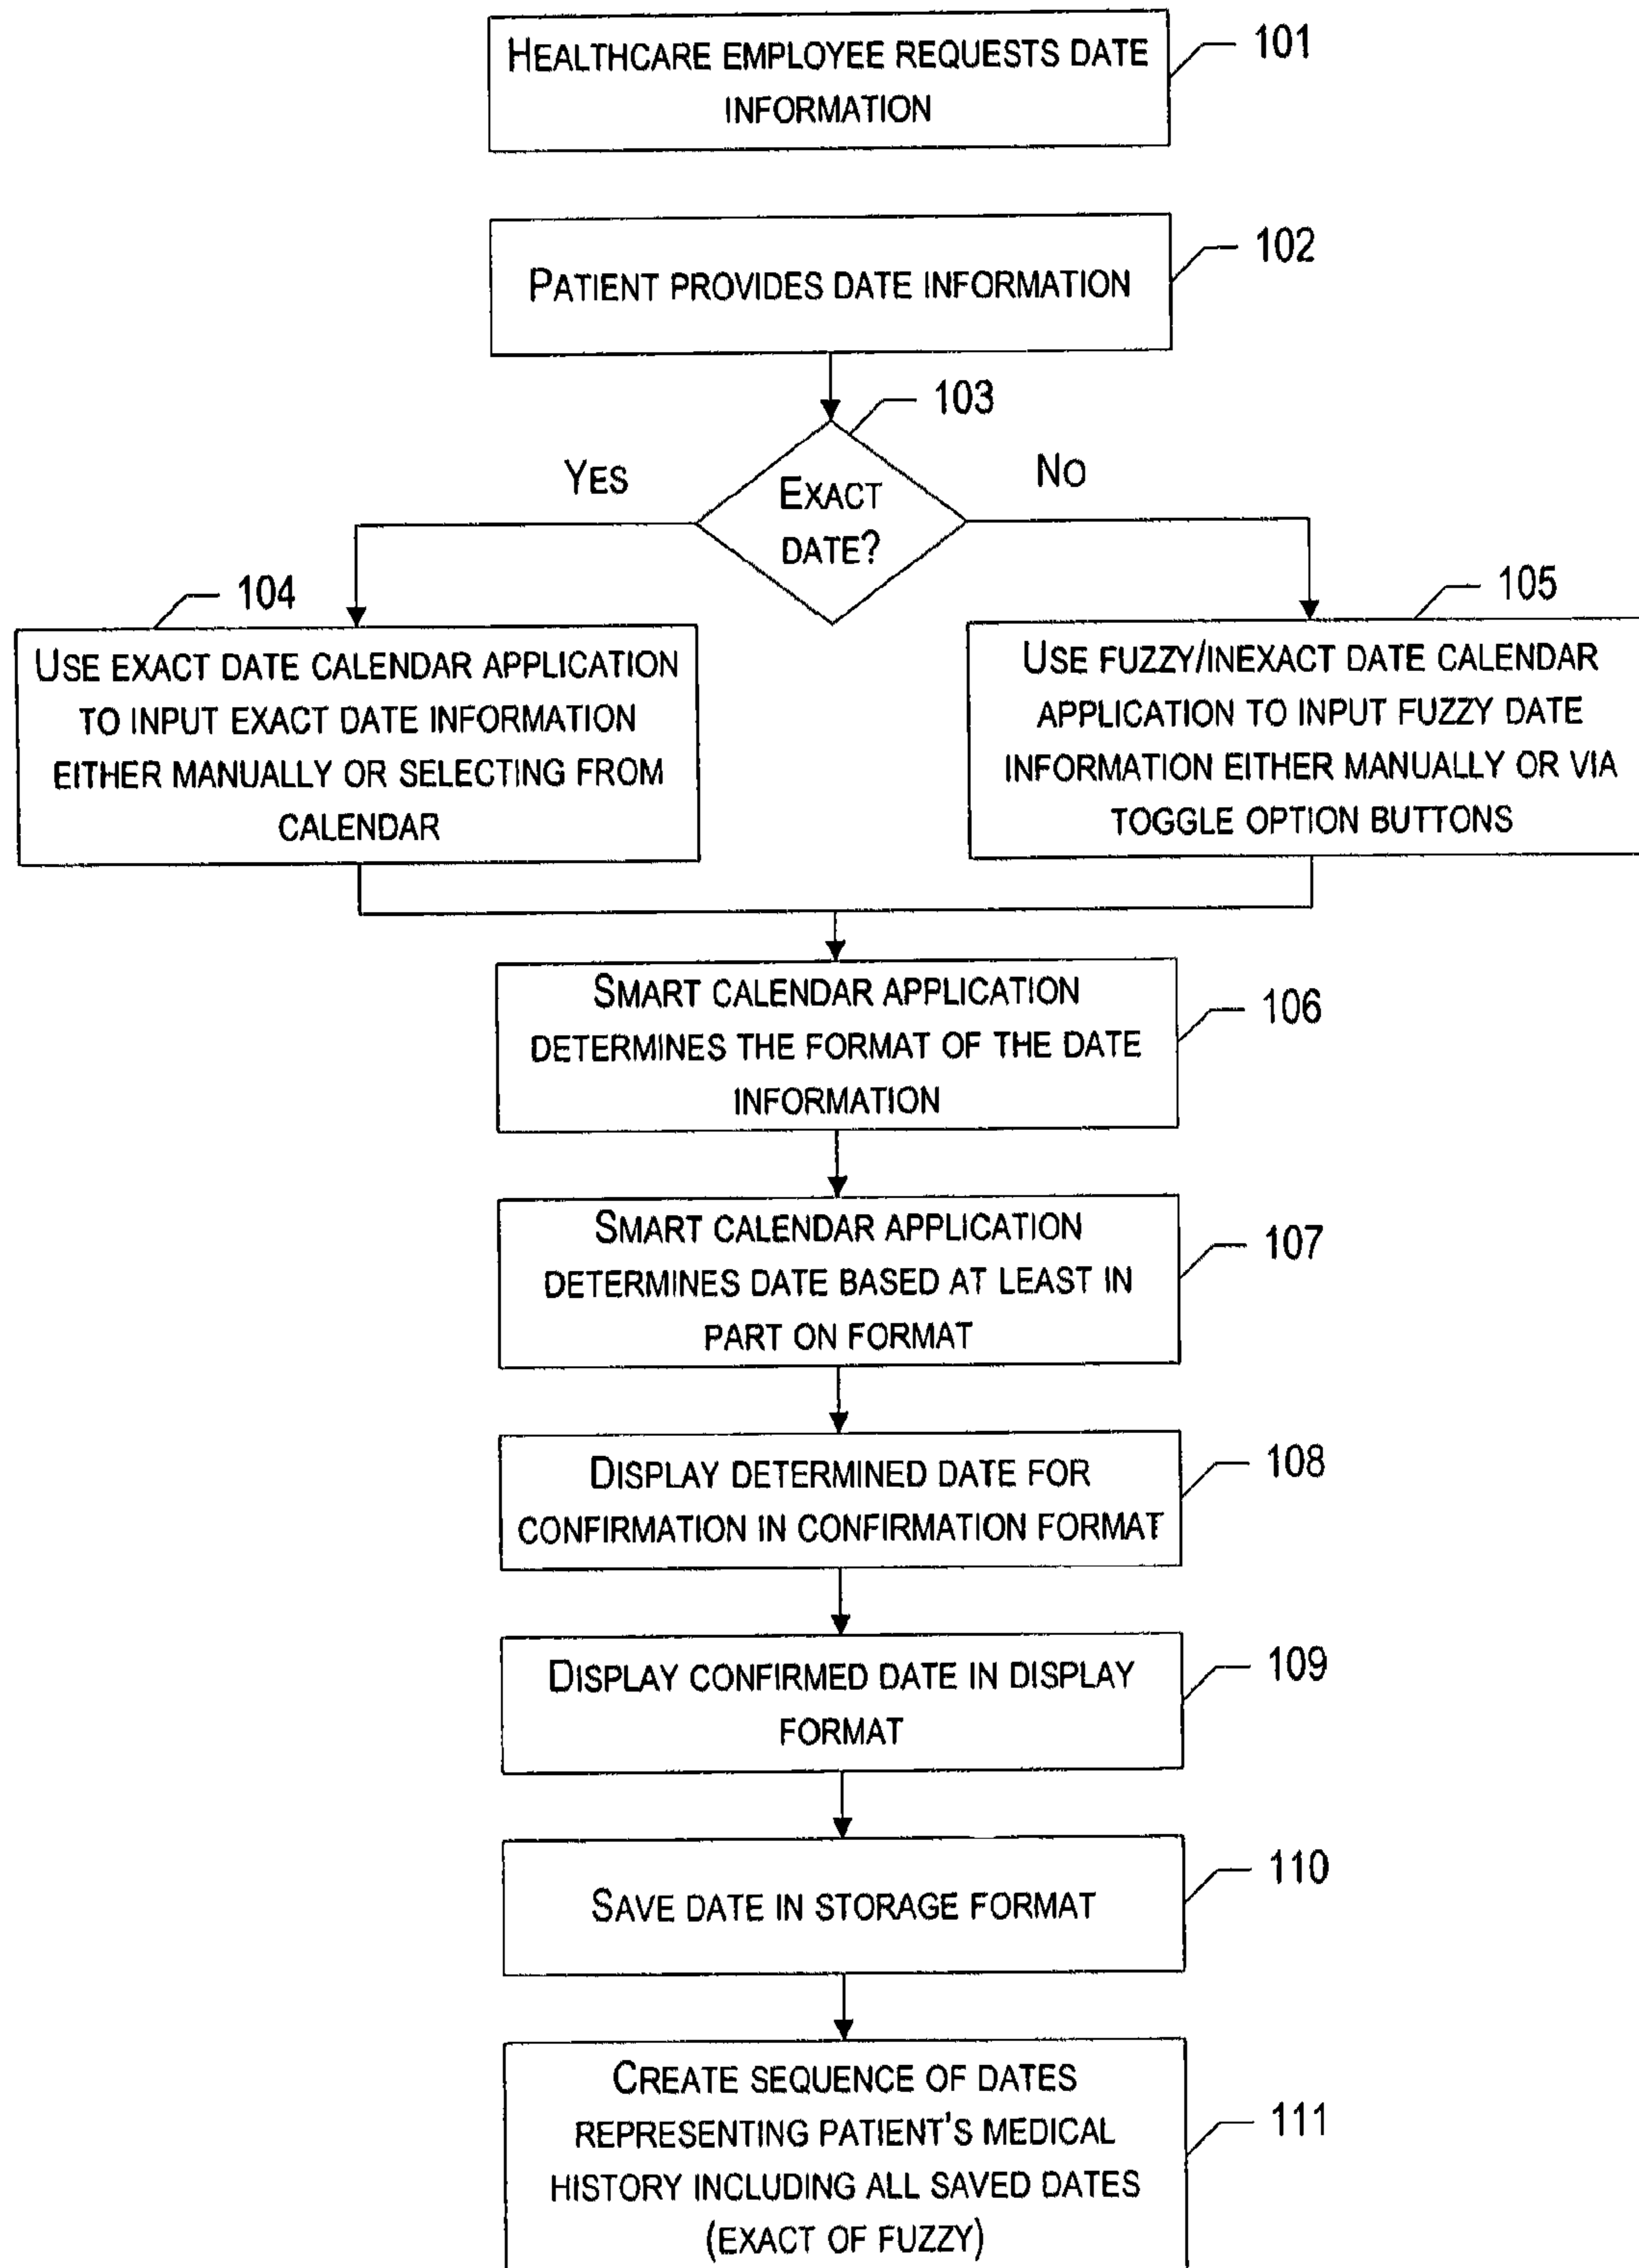 HEALTHCARE EMPLOYEE REQUESTS DATE
INFORMATION
101
PATIENT PROVIDES DATE INFORMATION
102
103
YES
EXACT
DATE?
NO
104
USE EXACT DATE CALENDAR APPLICATION
TO INPUT EXACT DATE INFORMATION
EITHER MANUALLY OR SELECTING FROM
CALENDAR
105
USE FUZZY/INEXACT DATE CALENDAR
APPLICATION TO INPUT FUZZY DATE
INFORMATION EITHER MANUALLY OR VIA
TOGGLE OPTION BUTTONS
SMART CALENDAR APPLICATION
DETERMINES THE FORMAT OF THE DATE
INFORMATION
106
SMART CALENDAR APPLICATION
DETERMINES DATE BASED AT LEAST IN
PART ON FORMAT
107
DISPLAY DETERMINED DATE FOR
CONFIRMATION IN CONFIRMATION FORMAT
108
DISPLAY CONFIRMED DATE IN DISPLAY
FORMAT
109
SAVE DATE IN STORAGE FORMAT
110
CREATE SEQUENCE OF DATES
REPRESENTING PATIENT'S MEDICAL
HISTORY INCLUDING ALL SAVED DATES
(EXACT OF FUZZY)
111